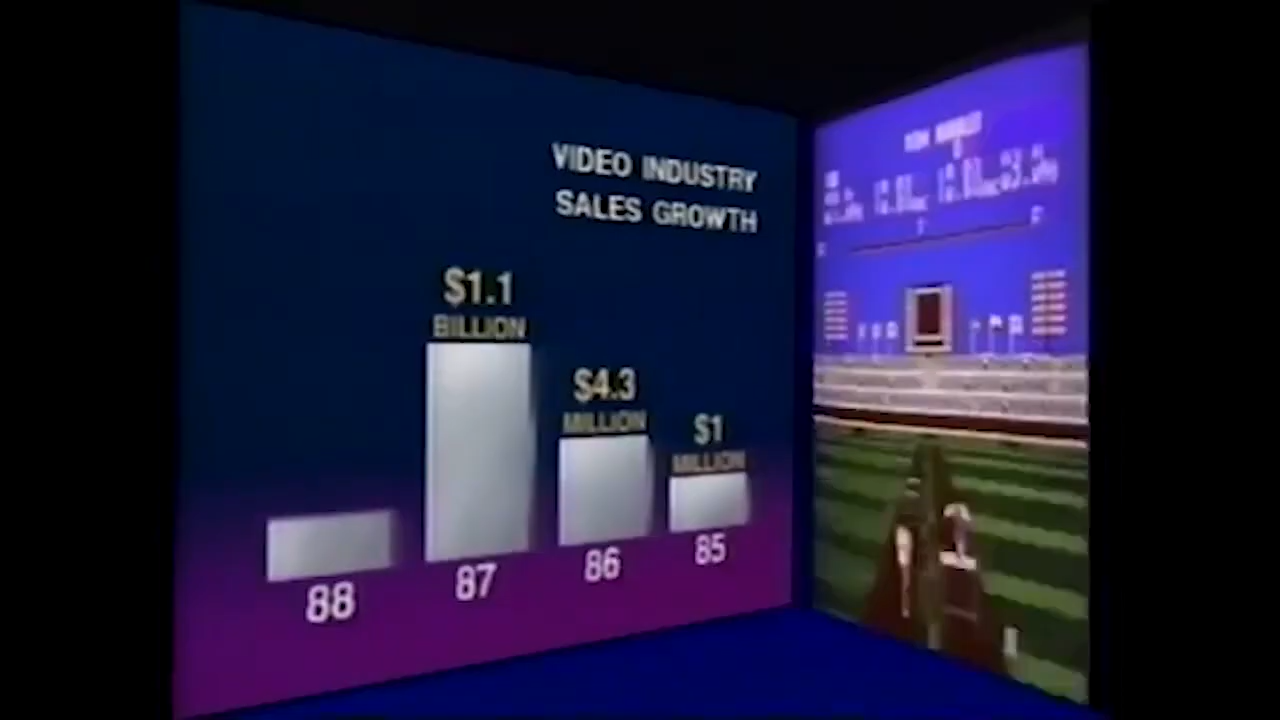 VIDEO INDUSTRY
SALES GROWTH
$1.1
BILLION
$4.3
MILLION
$1
MILLION
88
87
86
85